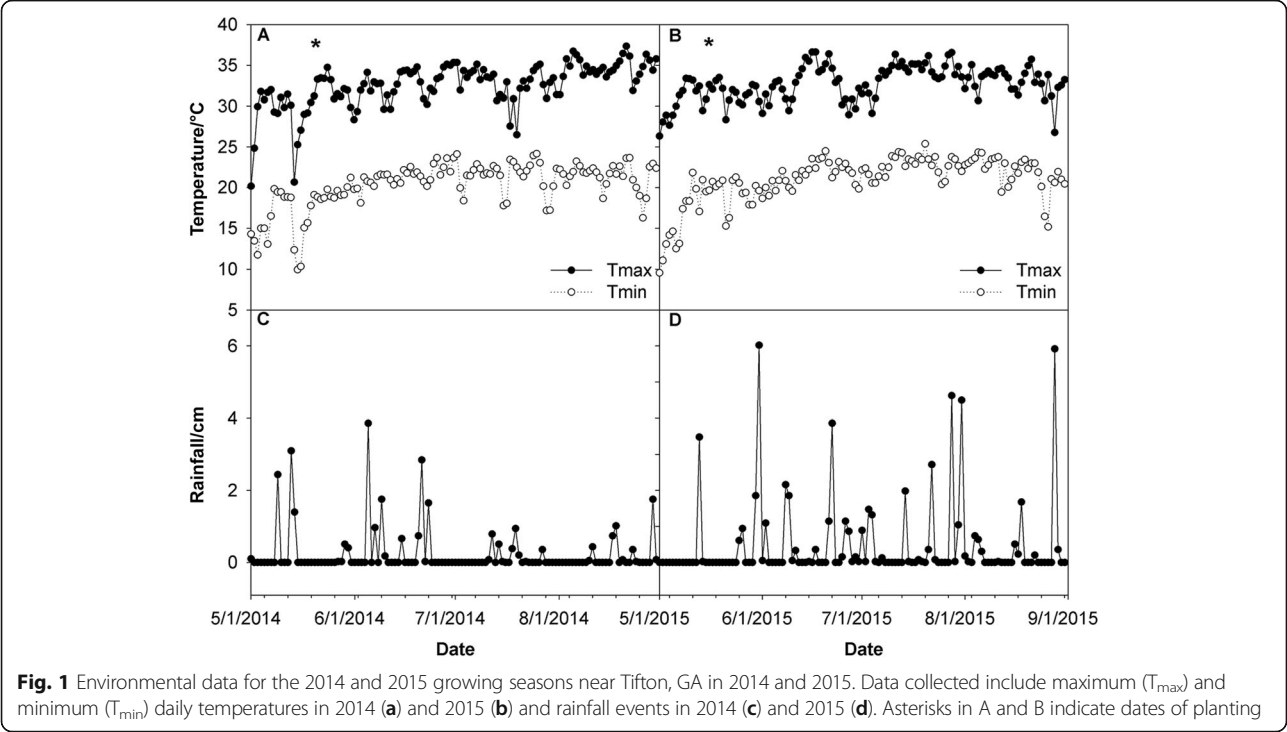 40
35
30
25
20
15
10
5
Temperature/°C
A
*
Tmax
Tmin
B
*
Tmax
Tmin
6
4
2
0
Rainfall/cm
C
D
5/1/2014 6/1/2014 7/1/2014 8/1/2014 5/1/2015 6/1/2015 7/1/2015 8/1/2015 9/1/2015
Date Date
Fig. 1 Environmental data for the 2014 and 2015 growing seasons near Tifton, GA in 2014 and 2015. Data collected include maximum (Tmax) and
minimum (Tmin) daily temperatures in 2014 (a) and 2015 (b) and rainfall events in 2014 (c) and 2015 (d). Asterisks in A and B indicate dates of planting